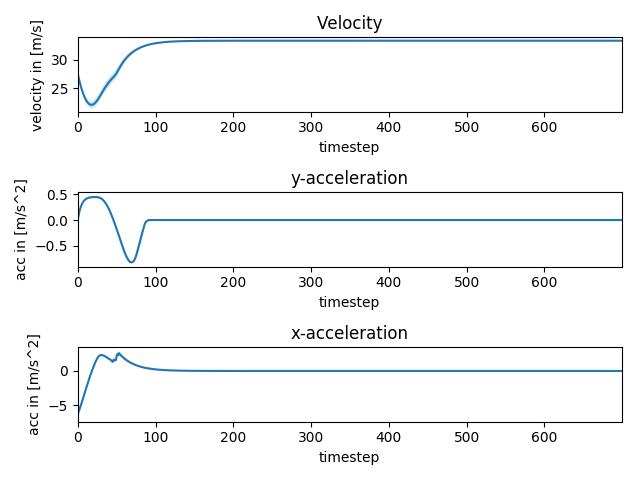 Velocity
velocity in [m/s]
30
25
0 100 200 300 400 500 600
timestep
y-acceleration
acc in [m/s^2]
0.5
0.0
−0.5
0 100 200 300 400 500 600
timestep
x-acceleration
acc in [m/s^2]
0
−5
0 100 200 300 400 500 600
timestep